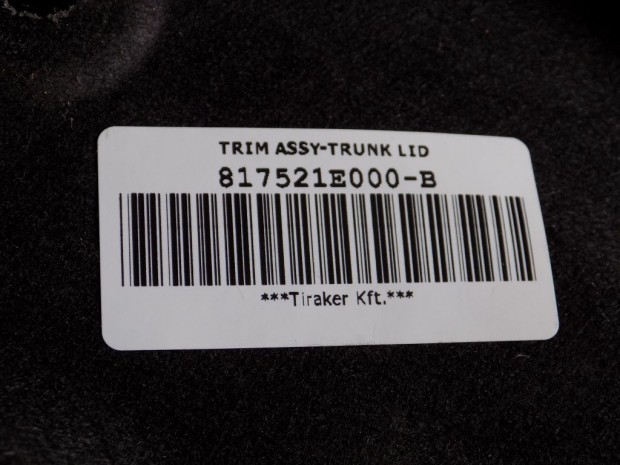 TRIM ASSY-TRUNK LID
817521E000-B
***Tiraker Kft.***